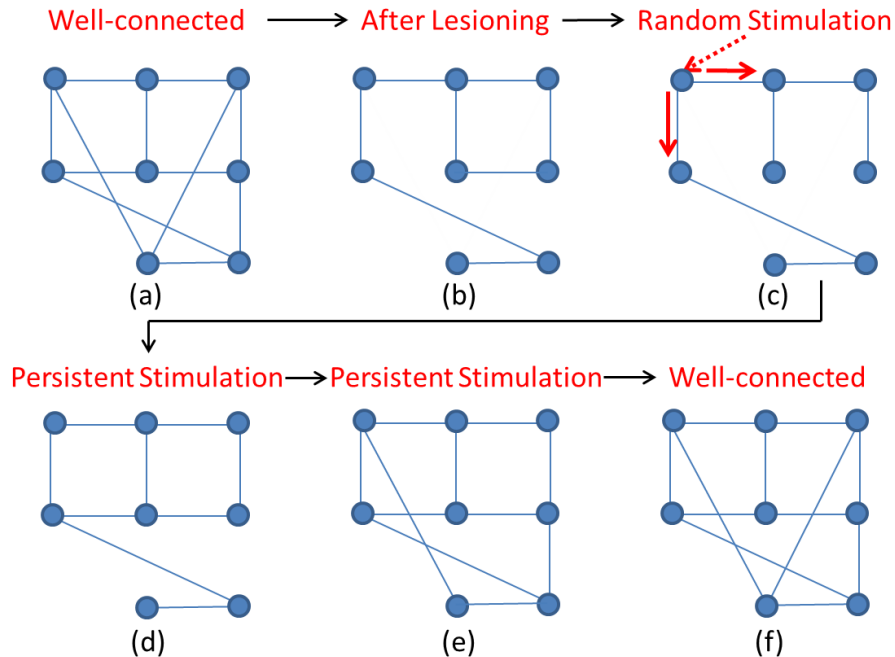 Well-connected After Lesioning Random Stimulation
(a) (b) (c)
Persistent Stimulation Persistent Stimulation Well-connected
(d) (e) (f)